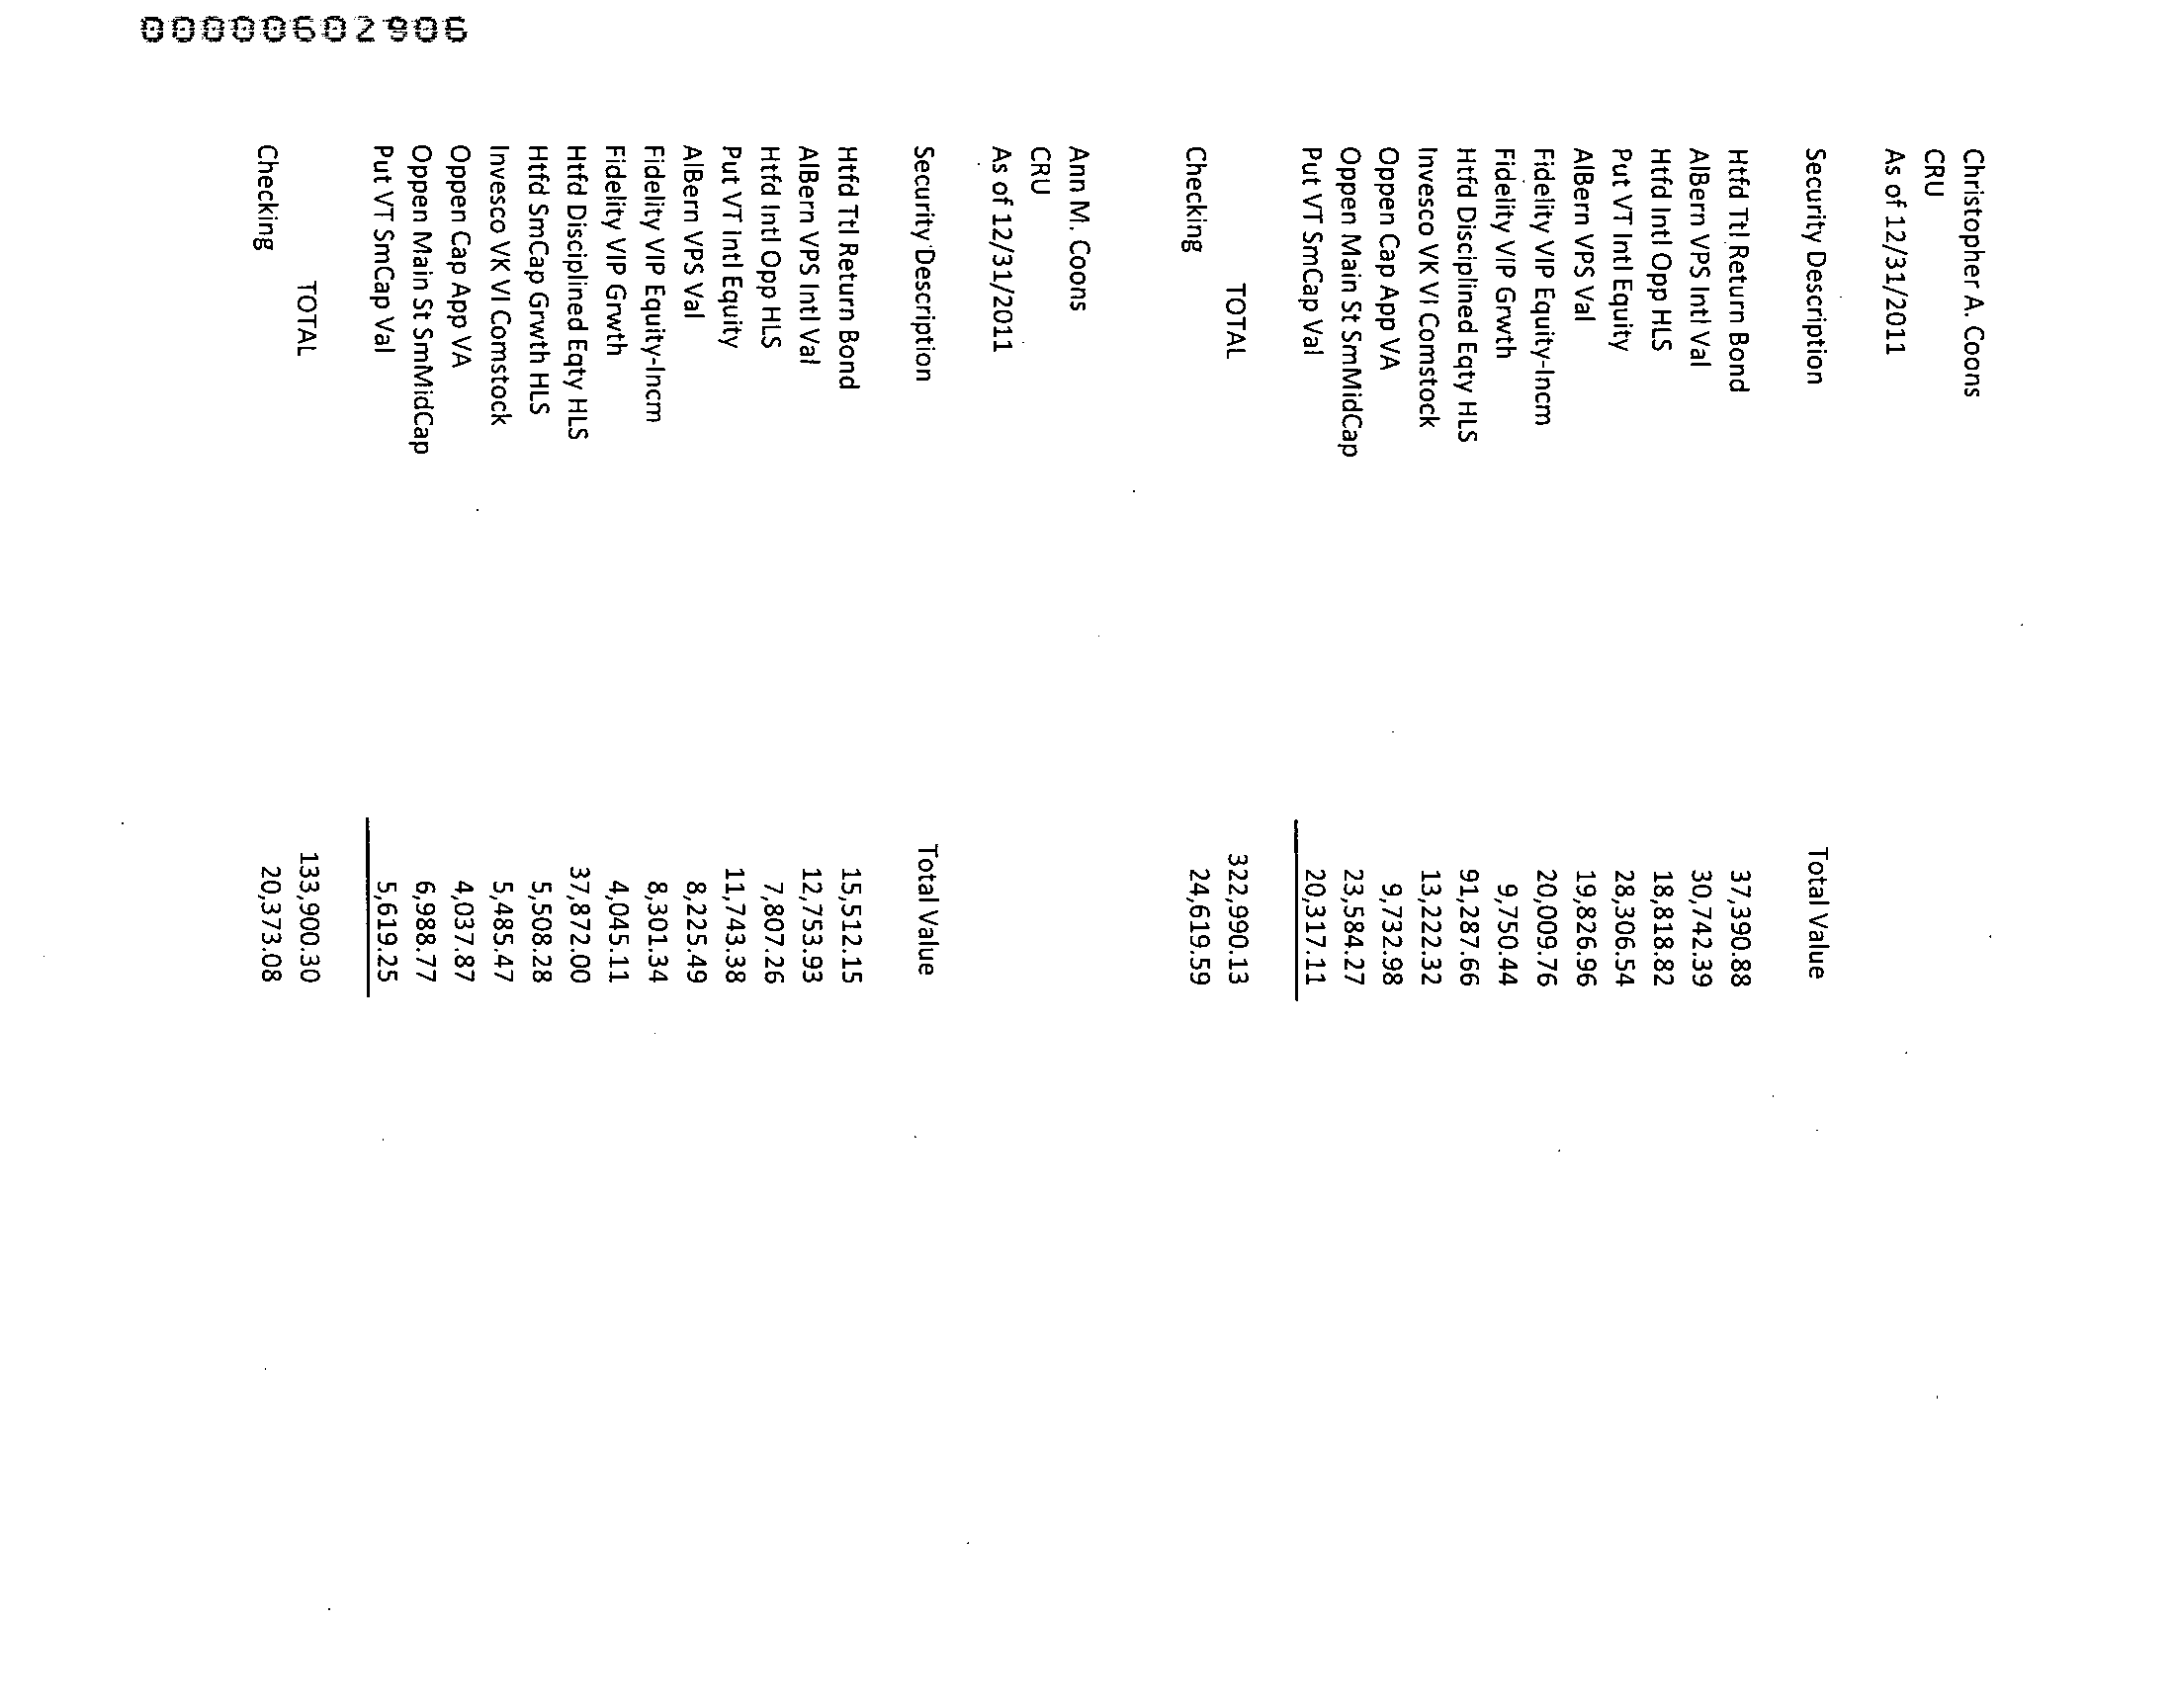 00000602906
Christopher A. Coons
CRU
As of 12/31/2011
Security Description Total Value
Htfd Ttl Return Bond 37,390.88
AlBern VPS Intl Val 30,742.39
Htfd Intl Opp HLS 18,818.82
Put VT Intl Equity 28,306.54
AlBern VPS Val 19,826.96
Fidelity VIP Equity-Incm 20,009.76
Fidelity VIP Grwth 9,750.44
Htfd Disciplined Eqty HLS 91,287.66
Invesco VK VI Comstock 13,222.32
Oppen Cap App VA 9,732.98
Oppen Main St SmMidCap 23,584.27
Put VT SmCap Val 20,317.11
TOTAL 322,990.13
Checking 24,619.59
Ann M. Coons
CRU
As of 12/31/2011
Security Description Total Value
Htfd Ttl Return Bond 15,512.15
AlBern VPS Intl Val 12,753.93
Htfd Intl Opp HLS 7,807.26
Put VT Intl Equity 11,743.38
AlBern VPS Val 8,225.49
Fidelity VIP Equity-Incm 8,301.34
Fidelity VIP Grwth 4,045.11
Htfd Disciplined Eqty HLS 37,872.00
Htfd SmCap Grwth HLS 5,508.28
Invesco VK VI Comstock 5,485.47
Oppen Cap App VA 4,037.87
Oppen Main St SmMidCap 6,988.77
Put VT SmCap Val 5,619.25
TOTAL 133,900.30
Checking 20,373.08